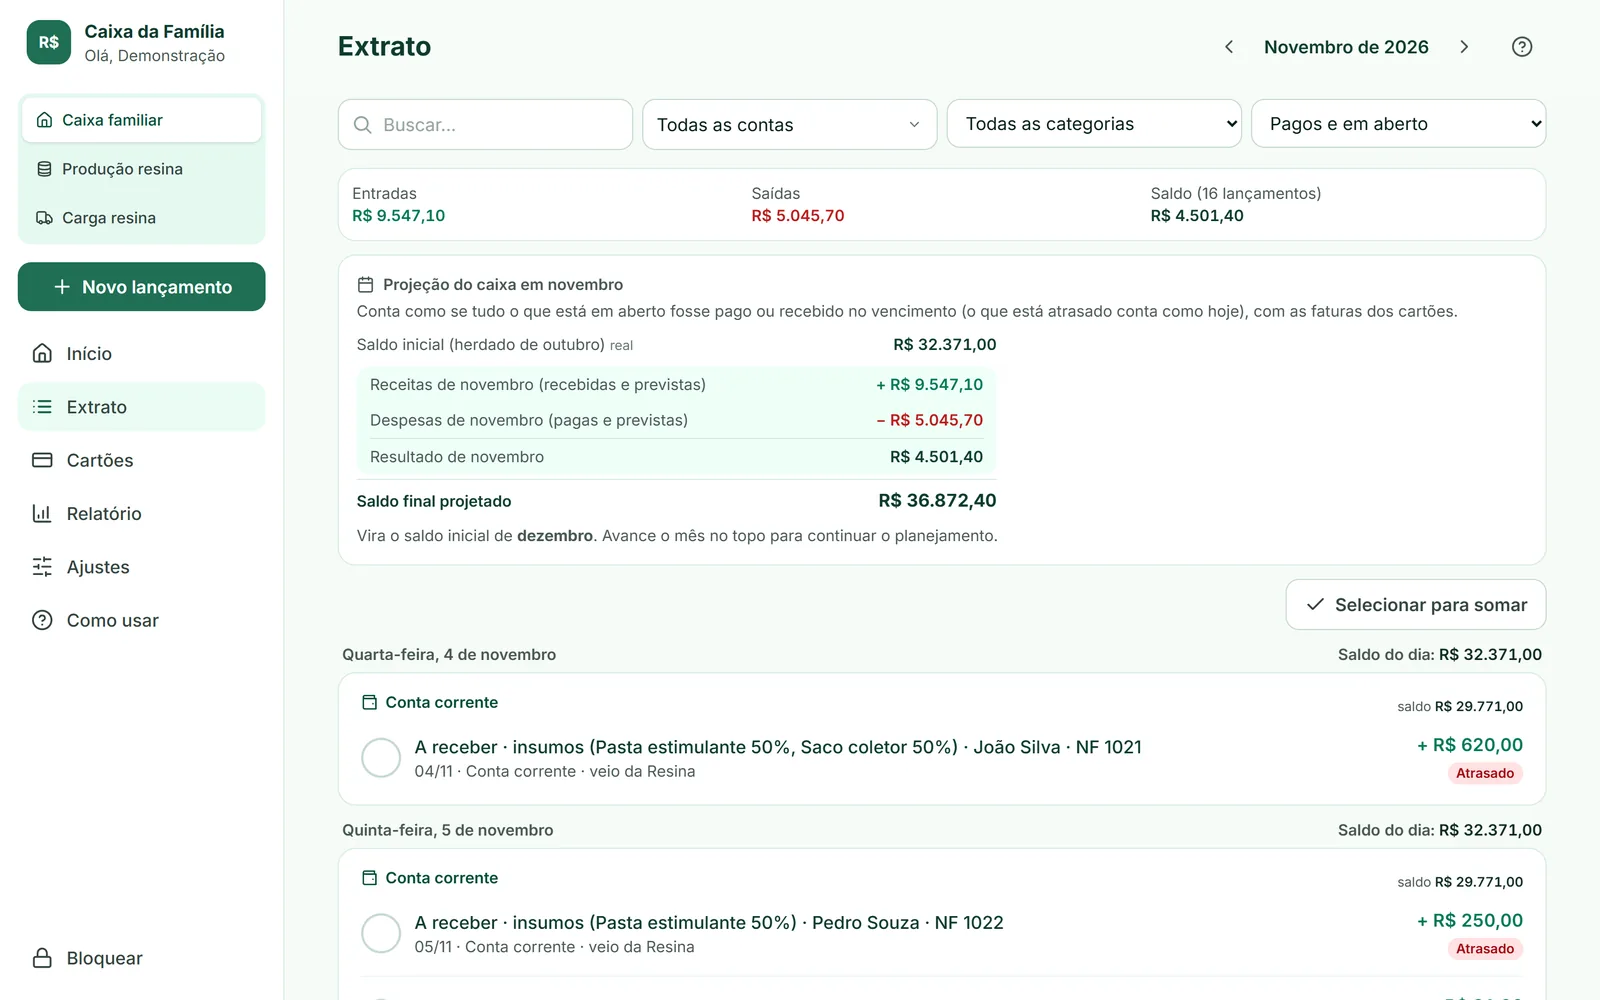 R$
Caixa da Família
Olá, Demonstração
Caixa familiar
Produção resina
Carga resina
+ Novo lançamento
Início
Extrato
Cartões
Relatório
Ajustes
Como usar
Bloquear
Extrato
Novembro de 2026
Buscar...
Todas as contas
Todas as categorias
Pagos e em aberto
Entradas
R$ 9.547,10
Saídas
R$ 5.045,70
Saldo (16 lançamentos)
R$ 4.501,40
Projeção do caixa em novembro
Conta como se tudo o que está em aberto fosse pago ou recebido no vencimento (o que está atrasado conta como hoje), com as faturas dos cartões.
Saldo inicial (herdado de outubro) real R$ 32.371,00
Receitas de novembro (recebidas e previstas) + R$ 9.547,10
Despesas de novembro (pagas e previstas) – R$ 5.045,70
Resultado de novembro R$ 4.501,40
Saldo final projetado R$ 36.872,40
Vira o saldo inicial de dezembro. Avance o mês no topo para continuar o planejamento.
Selecionar para somar
Quarta-feira, 4 de novembro Saldo do dia: R$ 32.371,00
Conta corrente saldo R$ 29.771,00
A receber · insumos (Pasta estimulante 50%, Saco coletor 50%) · João Silva · NF 1021 + R$ 620,00
04/11 · Conta corrente · veio da Resina Atrasado
Quinta-feira, 5 de novembro Saldo do dia: R$ 32.371,00
Conta corrente saldo R$ 29.771,00
A receber · insumos (Pasta estimulante 50%) · Pedro Souza · NF 1022 + R$ 250,00
05/11 · Conta corrente · veio da Resina Atrasado